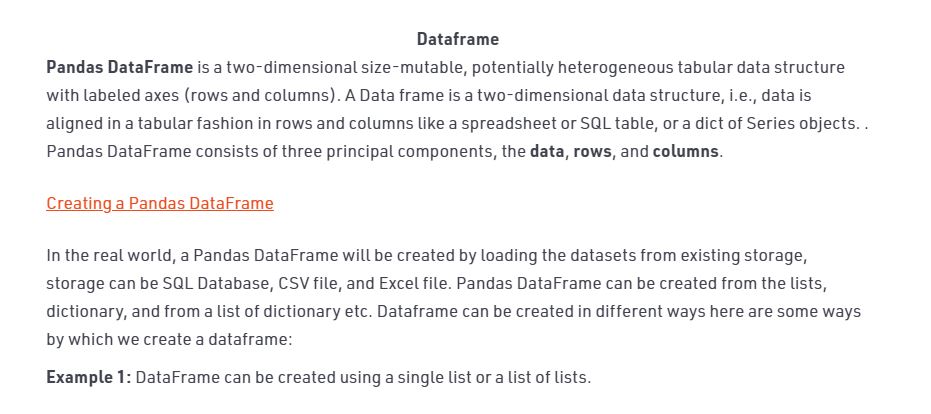 Dataframe
Pandas DataFrame is a two-dimensional size-mutable, potentially heterogeneous tabular data structure
with labeled axes (rows and columns). A Data frame is a two-dimensional data structure, i.e., data is
aligned in a tabular fashion in rows and columns like a spreadsheet or SQL table, or a dict of Series objects. .
Pandas DataFrame consists of three principal components, the data, rows, and columns.
Creating a Pandas DataFrame
In the real world, a Pandas DataFrame will be created by loading the datasets from existing storage,
storage can be SQL Database, CSV file, and Excel file. Pandas DataFrame can be created from the lists,
dictionary, and from a list of dictionary etc. Dataframe can be created in different ways here are some ways
by which we create a dataframe:
Example 1: DataFrame can be created using a single list or a list of lists.